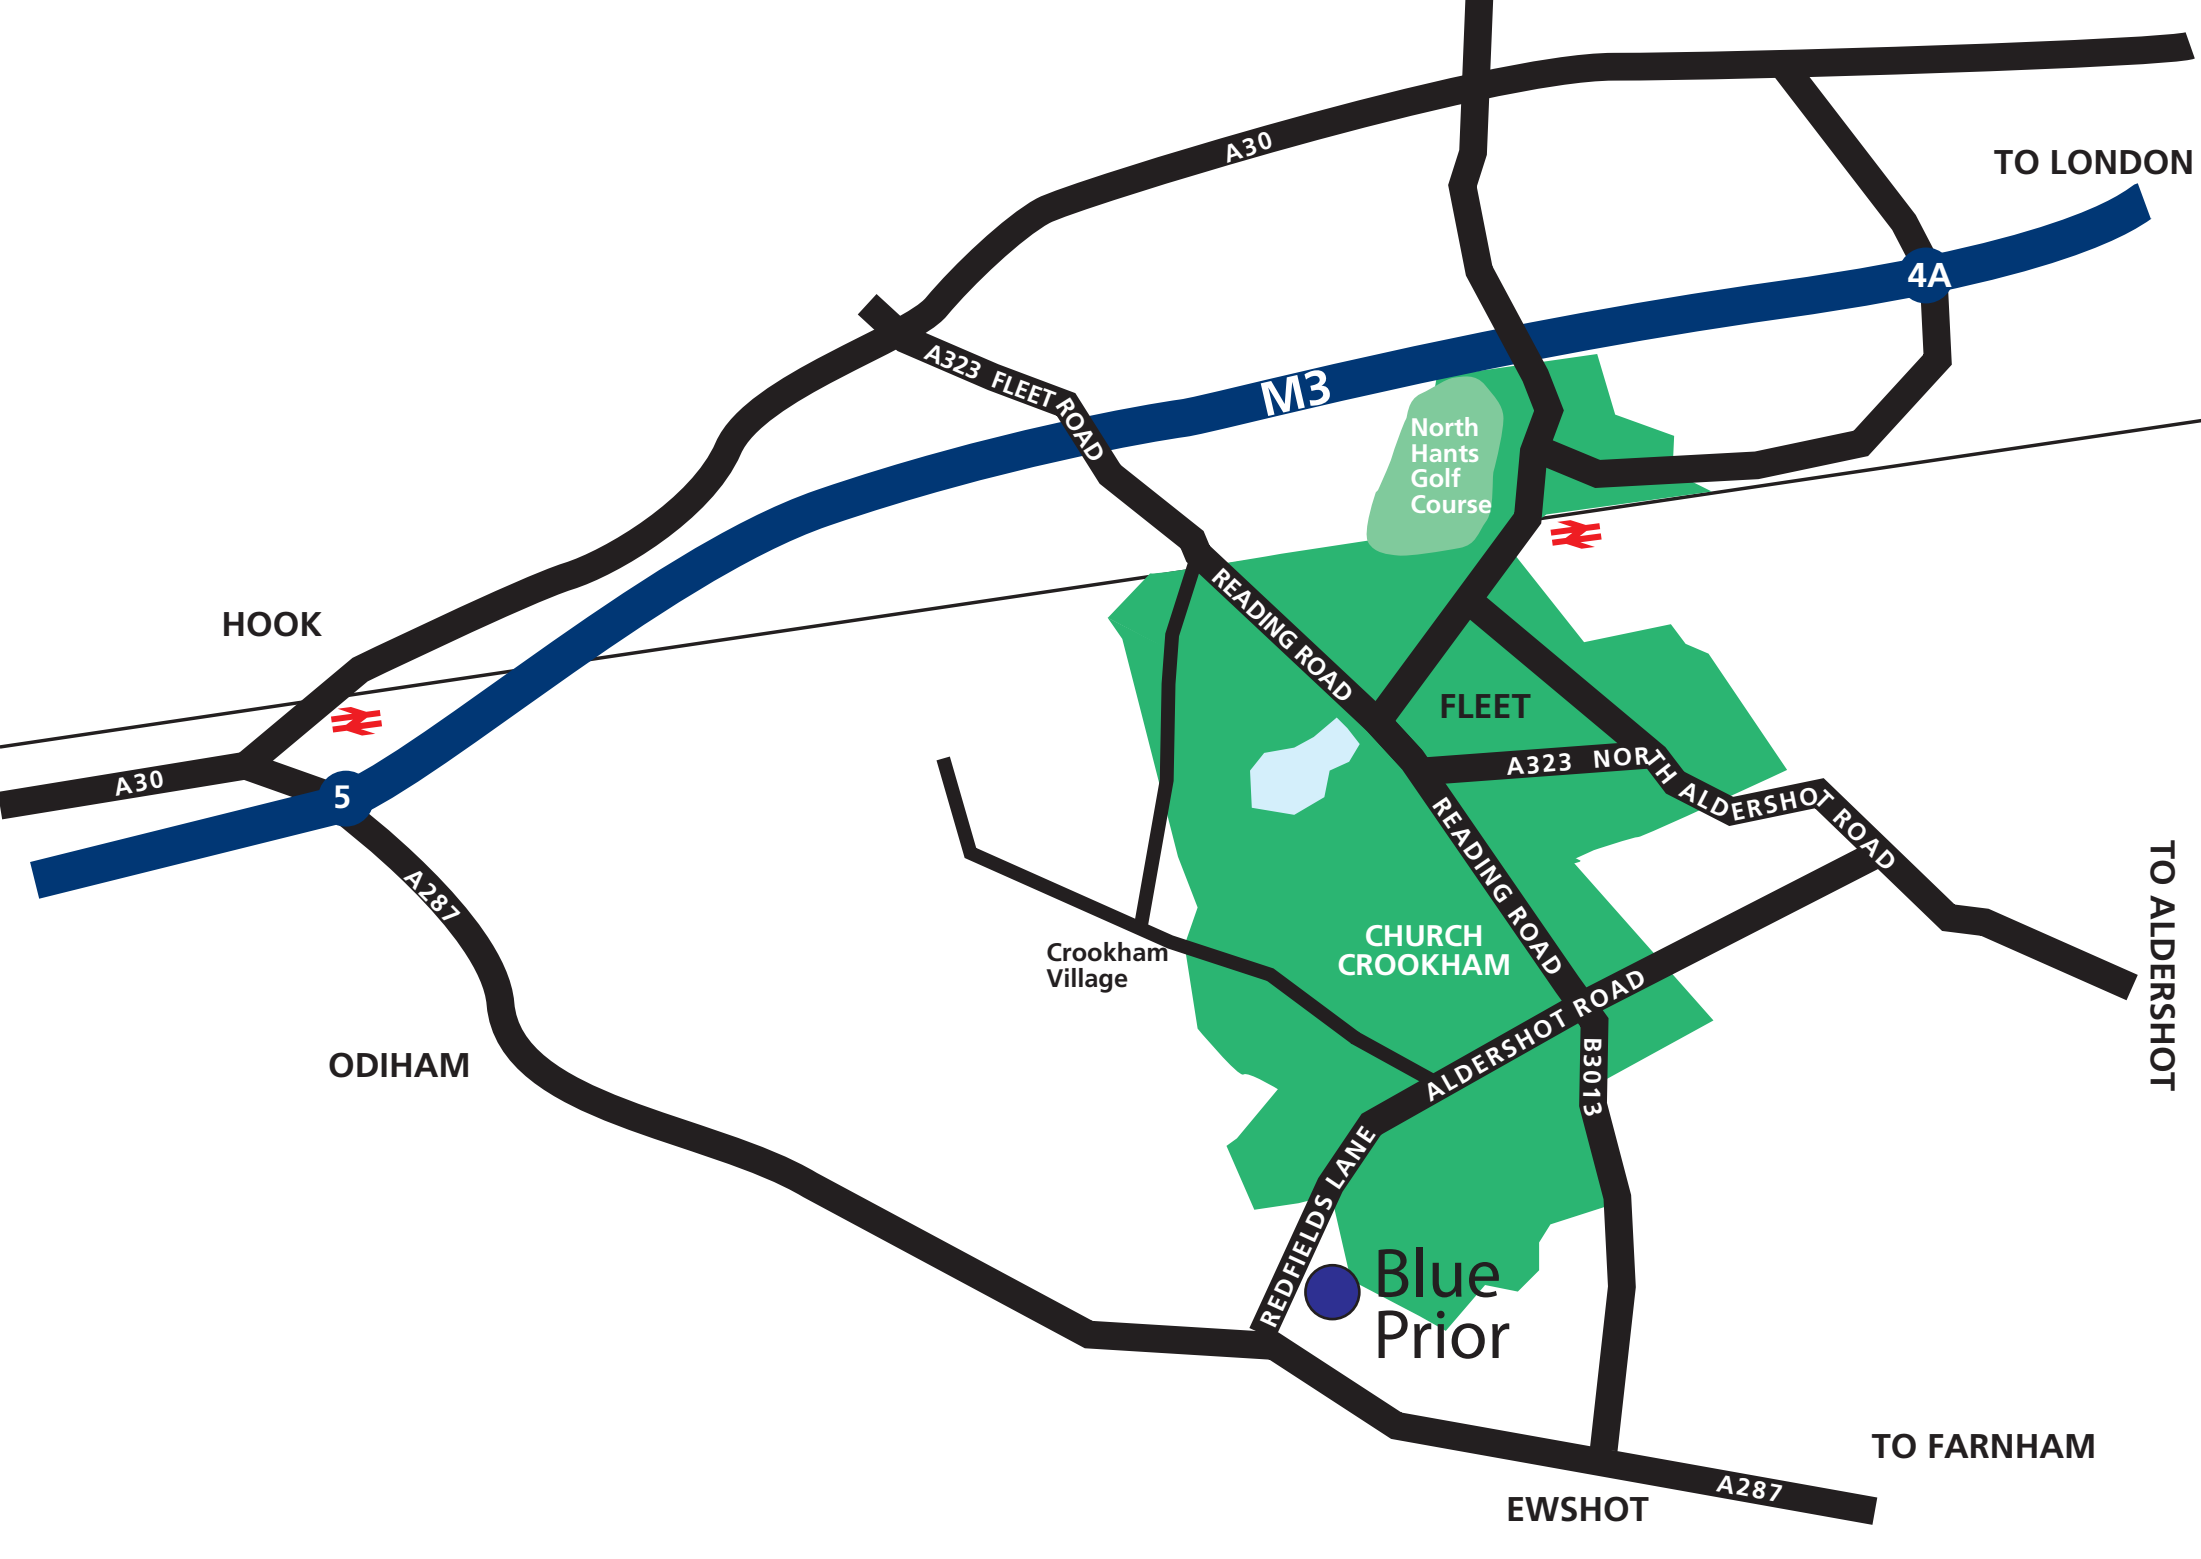 A30
TO LONDON
4A
A323 FLEET ROAD
M3
North
Hants
Golf
Course
HOOK
READING ROAD
FLEET
A323 NORTH ALDERSHOT ROAD
A30
5
READING ROAD
A287
TO ALDERSHOT
CHURCH
CROOKHAM
Crookham
Village
ALDERSHOT ROAD
ODIHAM
B3013
REDFIELDS LANE
Blue
Prior
TO FARNHAM
A287
EWSHOT